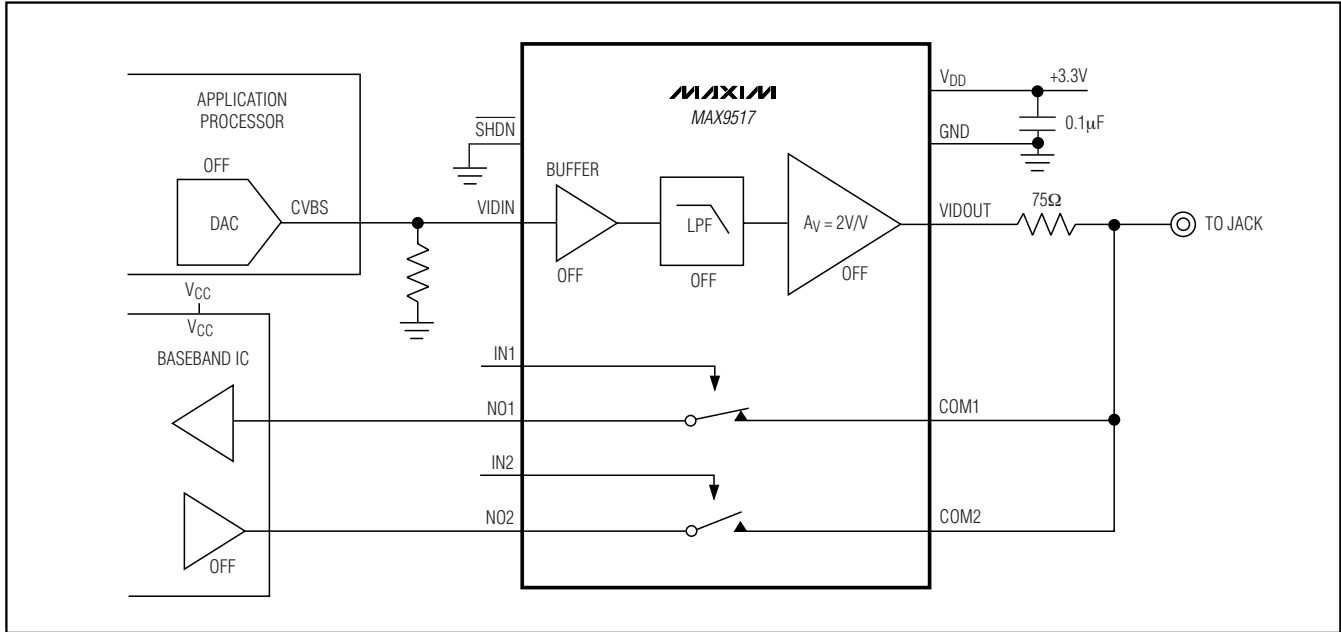 MAXIM
MAX9517
APPLICATION
PROCESSOR
OFF
DAC
CVBS
SHDN
VIDIN
BUFFER
OFF
LPF
OFF
AV = 2V/V
OFF
VDD
+3.3V
0.1µF
GND
VIDOUT
75Ω
TO JACK
VCC
VCC
BASEBAND IC
OFF
IN1
NO1
COM1
IN2
NO2
COM2